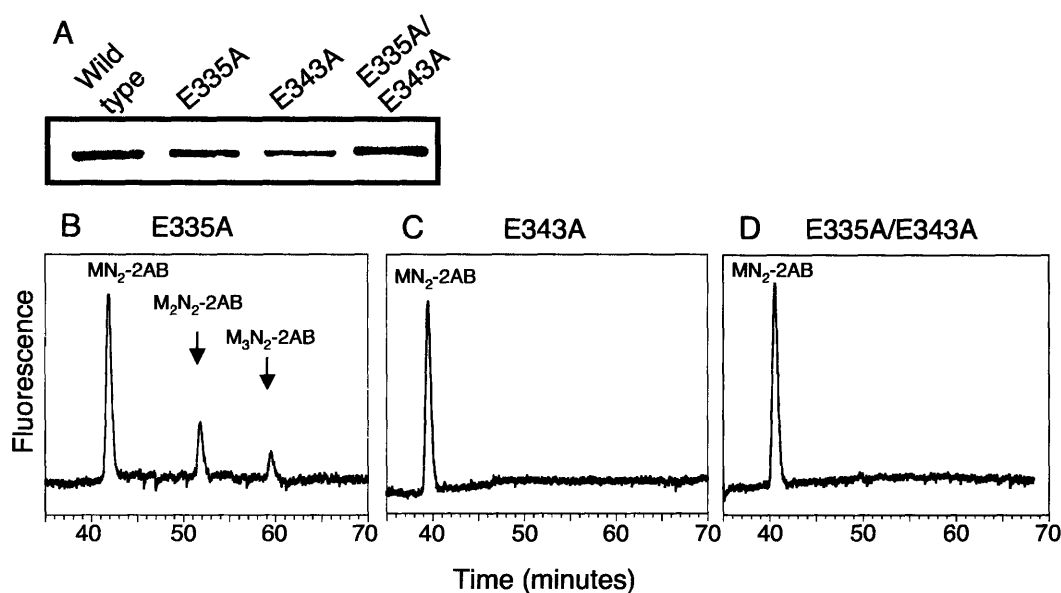 A
Wild
type
E335A
E343A
E335A/
E343A
B E335A
C E343A
D E335A/E343A
MN₂-2AB
M₂N₂-2AB
M₃N₂-2AB
MN₂-2AB
MN₂-2AB
Fluorescence
40 50 60 70
40 50 60 70
40 50 60 70
Time (minutes)